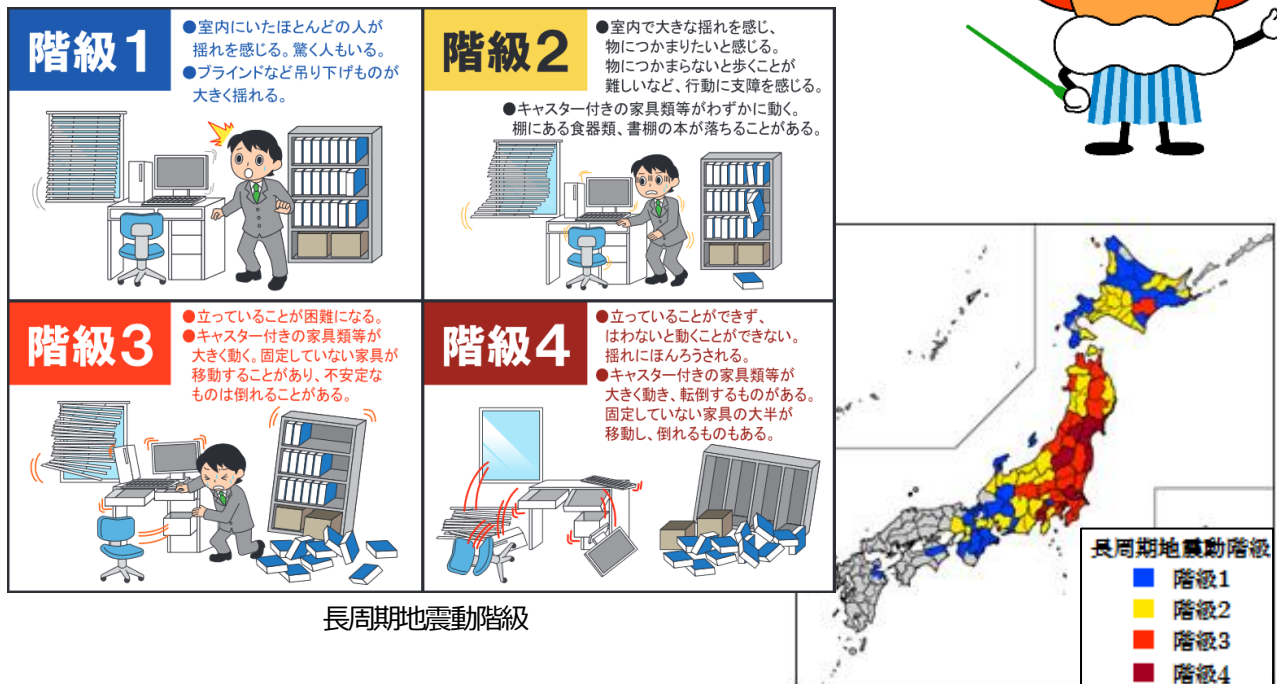 階級1
●室内にいたほとんどの人が
揺れを感じる。驚く人もいる。
●ブラインドなど吊り下げものが
大きく揺れる。
階級2
●室内で大きな揺れを感じ、
物につかまりたいと感じる。
物につかまらないと歩くことが
難しいなど、行動に支障を感じる。
●キャスター付きの家具類等がわずかに動く。
棚にある食器類、書棚の本が落ちることがある。
階級3
●立っていることが困難になる。
●キャスター付きの家具類等が
大きく動く。固定していない家具が
移動することがあり、不安定な
ものは倒れることがある。
階級4
●立っていることができず、
はわないと動くことができない。
揺れにほんろうされる。
●キャスター付きの家具類等が
大きく動き、転倒するものがある。
固定していない家具の大半が
移動し、倒れるものもある。
長周期地震動階級
長周期地震動階級
階級1
階級2
階級3
階級4